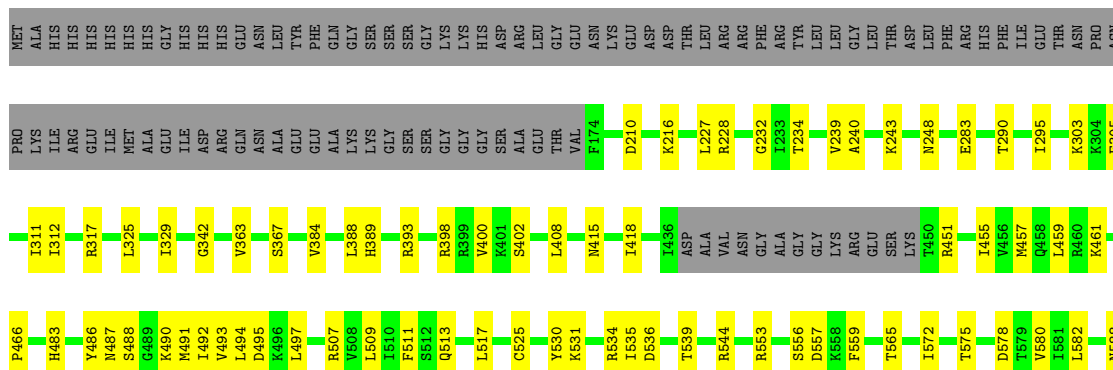 MET ALA HIS HIS HIS HIS HIS HIS GLY HIS HIS HIS GLU ASN LEU TYR PHE GLN GLY SER SER SER GLY LYS LYS HIS ASP ARG LEU GLY GLU ASN LYS GLU ASP ASP THR LEU ARG ARG PHE ARG TYR LEU LEU GLY LEU THR ASP LEU PHE ARG HIS PHE ILE GLU THR ASN PRO
PRO LYS ILE ARG GLU ILE MET ALA GLU ILE ASP ARG GLN ASN ALA GLU GLU ALA LYS LYS GLY SER SER GLY GLY GLY SER ALA GLU THR VAL F174 D210 K216 L227 R228 G232 I233 T234 V239 A240 K243 N248 E283 T290 I295 K303 K304
I311 I312 R317 L325 I329 G342 V363 S367 V384 L388 H389 R393 R398 R399 V400 K401 S402 L408 N415 I418 I436 ASP ALA VAL ASN GLY ALA GLY GLY LYS ARG GLU SER LYS T450 R451 I455 V456 M457 Q458 L459 R460 K461
P466 H483 Y486 N487 S488 G489 K490 M491 I492 V493 L494 D495 K496 L497 R507 V508 L509 I510 F511 S512 Q513 L517 C525 Y530 K531 R534 I535 D536 T539 R544 R553 S556 D557 K558 F559 T565 I572 T575 D578 T579 V580 I581 L582